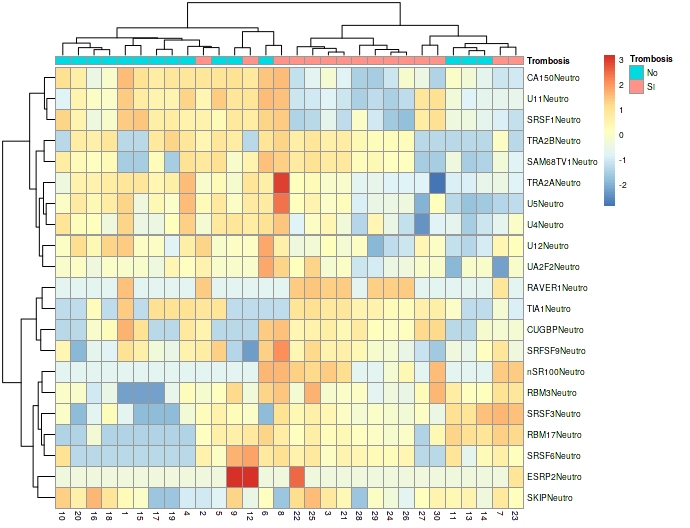 Trombosis
CA150Neutro
U11Neutro
SRSF1Neutro
TRA2BNeutro
SAM68TV1Neutro
TRA2ANeutro
U5Neutro
U4Neutro
U12Neutro
UA2F2Neutro
RAVER1Neutro
TIA1Neutro
CUGBPNeutro
SRFSF9Neutro
nSR100Neutro
RBM3Neutro
SRSF3Neutro
RBM17Neutro
SRSF6Neutro
ESRP2Neutro
SKIPNeutro
10 20 16 18 1 15 17 19 4 2 5 9 12 6 8 22 25 3 21 28 29 24 26 27 30 11 13 14 7 23
3
2
1
0
-1
-2
Trombosis
No
SI